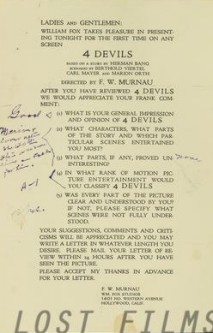 LADIES AND GENTLEMEN:
WILLIAM FOX TAKES PLEASURE IN PRESENT-
ING TONIGHT FOR THE FIRST TIME ON ANY
SCREEN
4 DEVILS
BASED ON A STORY BY HERMAN BANG
BERTHOLD VIERTEL
CARL MAYER AND MARION ORTH
DIRECTED BY F. W. MURNAU
AFTER YOU HAVE REVIEWED 4 DEVILS
WE WOULD APPRECIATE YOUR FRANK COM-
MENT:
Good
(1) WHAT IS YOUR GENERAL IMPRESSION
AND OPINION OF 4 DEVILS
(2) WHAT CHARACTERS, WHAT PARTS
OF THE STORY AND WHICH PAR-
TICULAR SCENES ENTERTAINED
YOU MOST?
(3) WHAT PARTS, IF ANY, PROVED UN-
INTERESTING?
(4) IN WHAT RANK OF MOTION PIC-
TURE ENTERTAINMENT WOULD
YOU CLASSIFY 4 DEVILS
A-1
(5) WAS EVERY PART OF THE PICTURE
CLEAR AND UNDERSTOOD BY YOU?
IF NOT, PLEASE SPECIFY WHAT
SCENES WERE NOT FULLY UNDER-
STOOD.
YOUR SUGGESTIONS, COMMENTS AND CRITI-
CISMS WILL BE APPRECIATED AND YOU MAY
WRITE A LETTER IN WHATEVER LENGTH YOU
DESIRE. PLEASE MAIL YOUR LETTER OF RE-
VIEW WITHIN 24 HOURS AFTER YOU HAVE
SEEN THE PICTURE.
PLEASE ACCEPT MY THANKS IN ADVANCE
FOR YOUR LETTER.
F. W. MURNAU
WM. FOX STUDIOS
WESTERN AVENUE
HOLLYWOOD, CALIF.
LOST FILMS